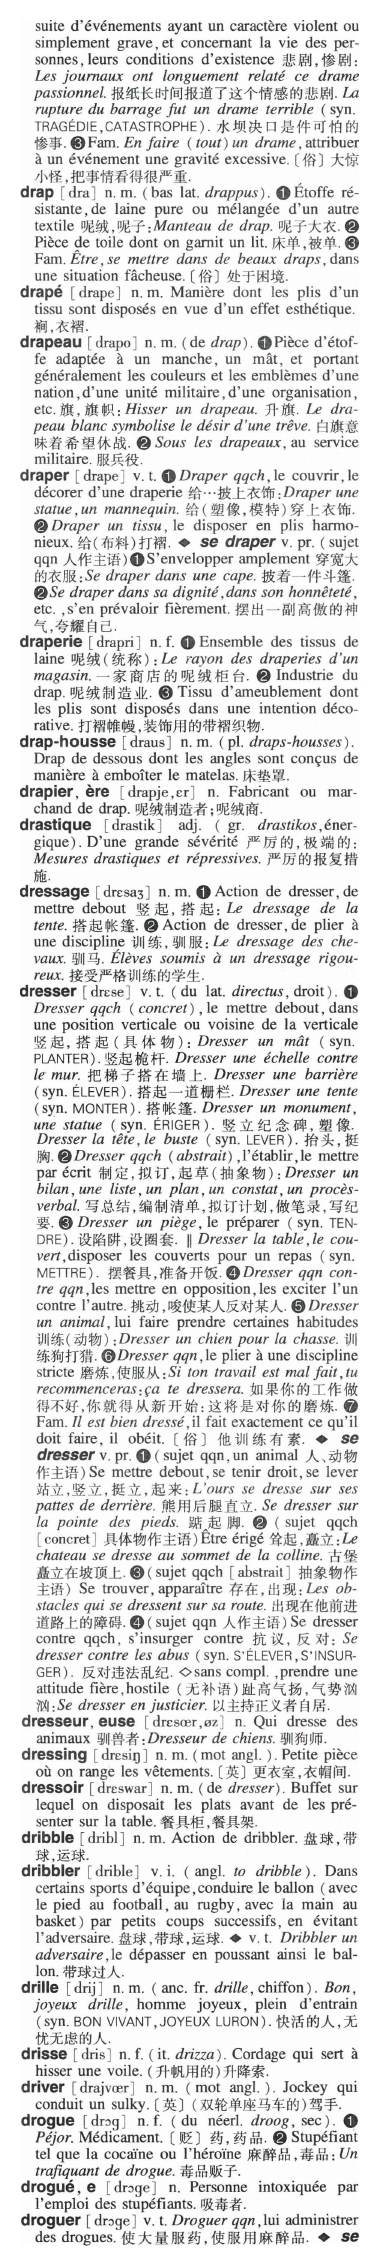 suite d'événements ayant un caractère violent ou
simplement grave, et concernant la vie des per-
sonnes, leurs conditions d'existence 悲剧,惨剧:
Les journaux ont longuement relaté ce drame
passionnel. 报纸长时间报道了这个情感的悲剧. La
rupture du barrage fut un drame terrible (syn.
TRAGÉDIE, CATASTROPHE). 水坝决口是件可怕的
惨事. ❸ Fam. En faire (tout) un drame, attribuer
à un événement une gravité excessive. [俗] 大惊
小怪,把事情看得很严重.
drap [dra] n. m. (bas lat. drappus). ❶ Étoffe ré-
sistante, de laine pure ou mélangée d'un autre
textile 呢绒,呢子: Manteau de drap. 呢子大衣. ❷
Pièce de toile dont on garnit un lit. 床单,被单. ❸
Fam. Être, se mettre dans de beaux draps, dans
une situation fâcheuse. [俗] 处于困境.
drapé [drape] n. m. Manière dont les plis d'un
tissu sont disposés en vue d'un effet esthétique.
裥,衣褶.
drapeau [drapo] n. m. (de drap). ❶ Pièce d'étof-
fe adaptée à un manche, un mât, et portant
généralement les couleurs et les emblèmes d'une
nation, d'une unité militaire, d'une organisation,
etc. 旗,旗帜: Hisser un drapeau. 升旗. Le dra-
peau blanc symbolise le désir d'une trêve. 白旗意
味着希望休战. ❷ Sous les drapeaux, au service
militaire. 服兵役.
draper [drape] v. t. ❶ Draper qqch, le couvrir, le
décorer d'une draperie 给…披上衣饰: Draper une
statue, un mannequin. 给(塑像,模特)穿上衣饰.
❷ Draper un tissu, le disposer en plis harmo-
nieux. 给(布料)打褶. ◆ se draper v. pr. (sujet
qqn 人作主语) ❶ S'envelopper amplement 穿宽大
的衣服: Se draper dans une cape. 披着一件斗篷.
❷ Se draper dans sa dignité, dans son honnêteté,
etc., s'en prévaloir fièrement. 摆出一副高傲的神
气,夸耀自己.
draperie [drapri] n. f. ❶ Ensemble des tissus de
laine 呢绒(统称): Le rayon des draperies d'un
magasin. 一家商店的呢绒柜台. ❷ Industrie du
drap. 呢绒制造业. ❸ Tissu d'ameublement dont
les plis sont disposés dans une intention déco-
rative. 打褶帷幔,装饰用的带褶织物.
drap-housse [draus] n. m. (pl. draps-housses).
Drap de dessous dont les angles sont conçus de
manière à emboîter le matelas. 床垫罩.
drapier, ère [drapje, ɛr] n. Fabricant ou mar-
chand de drap. 呢绒制造者;呢绒商.
drastique [drastik] adj. (gr. drastikos, éner-
gique). D'une grande sévérité 严厉的,极端的:
Mesures drastiques et répressives. 严厉的报复措
施.
dressage [drɛsaʒ] n. m. ❶ Action de dresser, de
mettre debout 竖起,搭起: Le dressage de la
tente. 搭起帐篷. ❷ Action de dresser, de plier à
une discipline 训练,驯服: Le dressage des che-
vaux. 驯马. Élèves soumis à un dressage rigou-
reux. 接受严格训练的学生.
dresser [drɛse] v. t. (du lat. directus, droit). ❶
Dresser qqch (concret), le mettre debout, dans
une position verticale ou voisine de la verticale
竖起,搭起(具体物): Dresser un mât (syn.
PLANTER). 竖起桅杆. Dresser une échelle contre
le mur. 把梯子搭在墙上. Dresser une barrière
(syn. ÉLEVER). 搭起一道栅栏. Dresser une tente
(syn. MONTER). 搭帐篷. Dresser un monument,
une statue (syn. ÉRIGER). 竖立纪念碑,塑像.
Dresser la tête, le buste (syn. LEVER). 抬头,挺
胸. ❷ Dresser qqch (abstrait), l'établir, le mettre
par écrit 制定,拟订,起草(抽象物): Dresser un
bilan, une liste, un plan, un constat, un procès-
verbal. 写总结,编制清单,拟订计划,做笔录,写纪
要. ❸ Dresser un piège, le préparer (syn. TEN-
DRE). 设陷阱,设圈套. ‖ Dresser la table, le cou-
vert, disposer les couverts pour un repas (syn.
METTRE). 摆餐具,准备开饭. ❹ Dresser qqn con-
tre qqn, les mettre en opposition, les exciter l'un
contre l'autre. 挑动,唆使某人反对某人. ❺ Dresser
un animal, lui faire prendre certaines habitudes
训练(动物): Dresser un chien pour la chasse. 训
练狗打猎. ❻ Dresser qqn, le plier à une discipline
stricte 磨炼,使服从: Si ton travail est mal fait, tu
recommenceras: ça te dressera. 如果你的工作做
得不好,你就得从新开始:这将是对你的磨炼. ❼
Fam. Il est bien dressé, il fait exactement ce qu'il
doit faire, il obéit. [俗] 他训练有素. ◆ se
dresser v. pr. ❶ (sujet qqn, un animal 人、动物
作主语) Se mettre debout, se tenir droit, se lever
站立,竖立,挺立,起来: L'ours se dresse sur ses
pattes de derrière. 熊用后腿直立. Se dresser sur
la pointe des pieds. 踮起脚. ❷ (sujet qqch
[concret] 具体物作主语) Être érigé 耸起,矗立: Le
chateau se dresse au sommet de la colline. 古堡
矗立在坡顶上. ❸ (sujet qqch [abstrait] 抽象物作
主语) Se trouver, apparaître 存在,出现: Les ob-
stacles qui se dressent sur sa route. 出现在他前进
道路上的障碍. ❹ (sujet qqn 人作主语) Se dresser
contre qqch, s'insurger contre 抗议,反对: Se
dresser contre les abus (syn. S'ÉLEVER, S'INSUR-
GER). 反对违法乱纪. ◇ sans compl., prendre une
attitude fière, hostile (无补语) 趾高气扬,气势汹
汹: Se dresser en justicier. 以主持正义者自居.
dresseur, euse [drɛsœr, øz] n. Qui dresse des
animaux 驯兽者: Dresseur de chiens. 驯狗师.
dressing [drɛsiŋ] n. m. (mot angl.). Petite pièce
où on range les vêtements. [英] 更衣室,衣帽间.
dressoir [drɛswar] n. m. (de dresser). Buffet sur
lequel on disposait les plats avant de les pré-
senter sur la table. 餐具柜,餐具架.
dribble [dribl] n. m. Action de dribbler. 盘球,带
球,运球.
dribbler [drible] v. i. (angl. to dribble). Dans
certains sports d'équipe, conduire le ballon (avec
le pied au football, au rugby, avec la main au
basket) par petits coups successifs, en évitant
l'adversaire. 盘球,带球,运球. ◆ v. t. Dribbler un
adversaire, le dépasser en poussant ainsi le bal-
lon. 带球过人.
drille [drij] n. m. (anc. fr. drille, chiffon). Bon,
joyeux drille, homme joyeux, plein d'entrain
(syn. BON VIVANT, JOYEUX LURON). 快活的人,无
忧无虑的人.
drisse [dris] n. f. (it. drizza). Cordage qui sert à
hisser une voile. (升帆用的)升降索.
driver [drajvœr] n. m. (mot angl.). Jockey qui
conduit un sulky. [英] (双轮单座马车的)驾手.
drogue [drɔg] n. f. (du néerl. droog, sec). ❶
Péjor. Médicament. [贬] 药,药品. ❷ Stupéfiant
tel que la cocaïne ou l'héroïne 麻醉品,毒品: Un
trafiquant de drogue. 毒品贩子.
drogué, e [drɔge] n. Personne intoxiquée par
l'emploi des stupéfiants. 吸毒者.
droguer [drɔge] v. t. Droguer qqn, lui administrer
des drogues. 使大量服药,使服用麻醉品. ◆ se